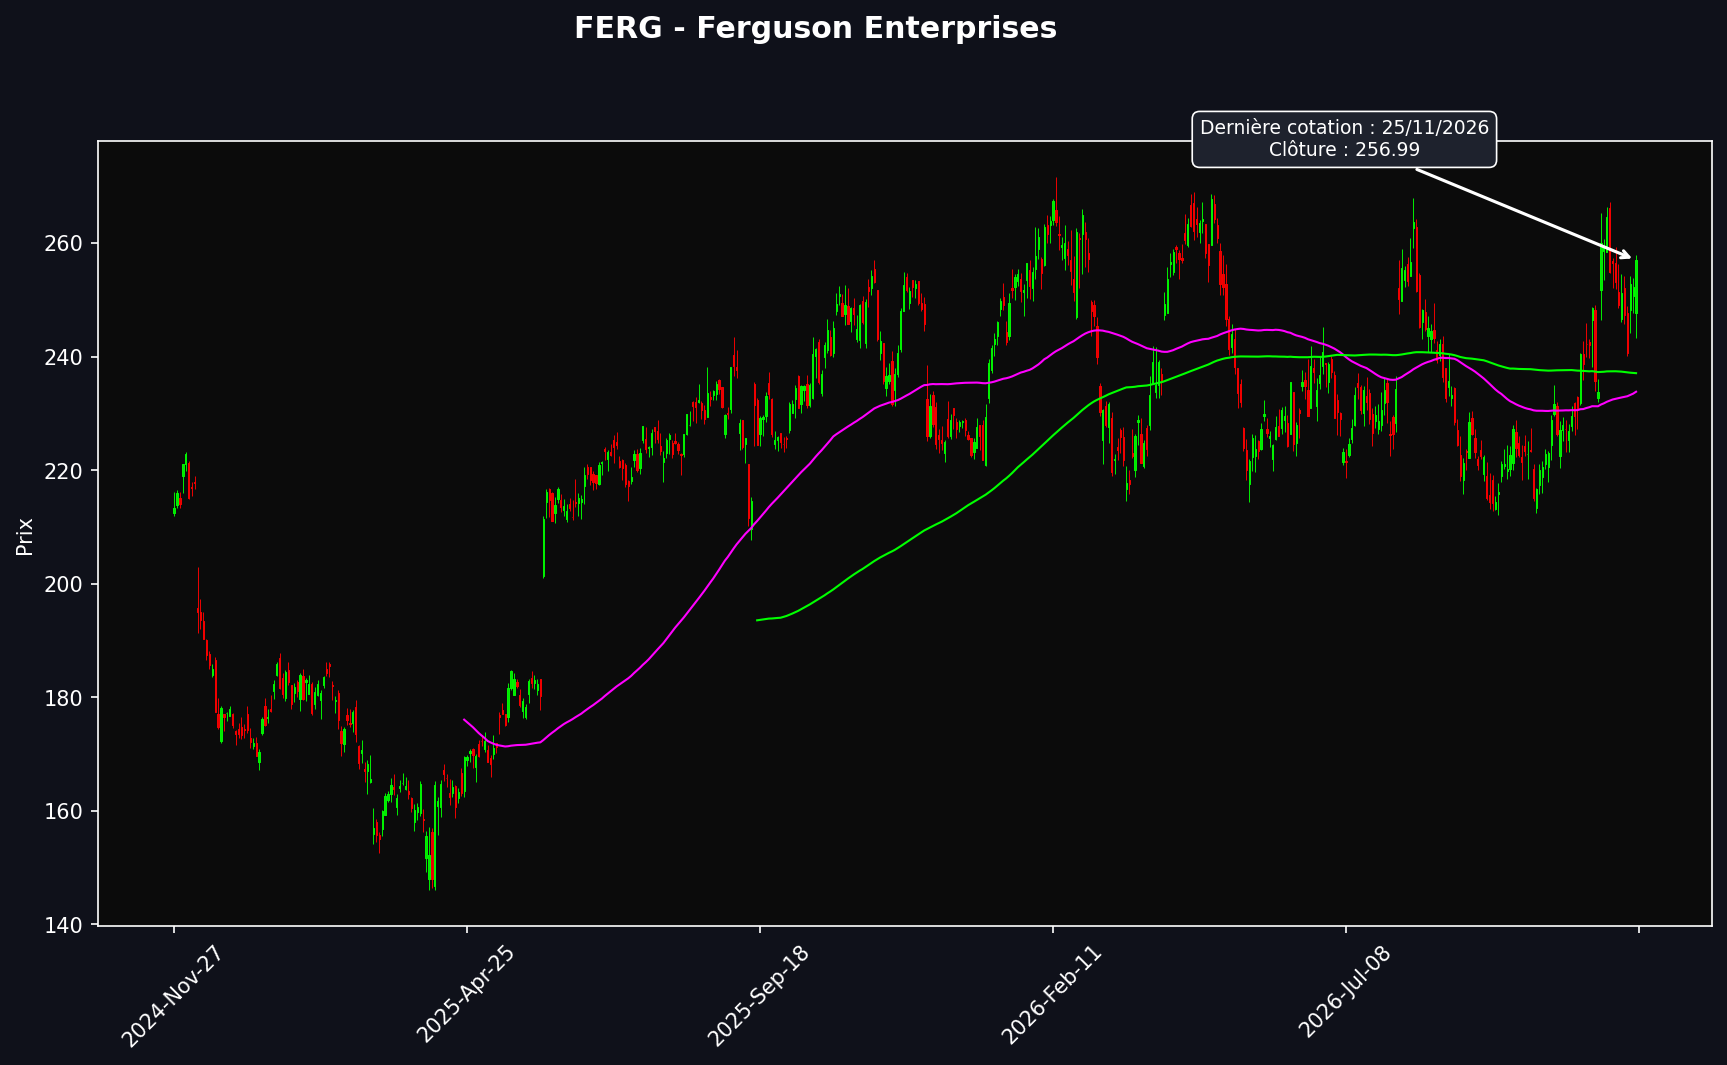 FERG - Ferguson Enterprises
Dernière cotation : 25/11/2026
Clôture : 256.99
Prix
260
240
220
200
180
160
140
2024-Nov-27
2025-Apr-25
2025-Sep-18
2026-Feb-11
2026-Jul-08